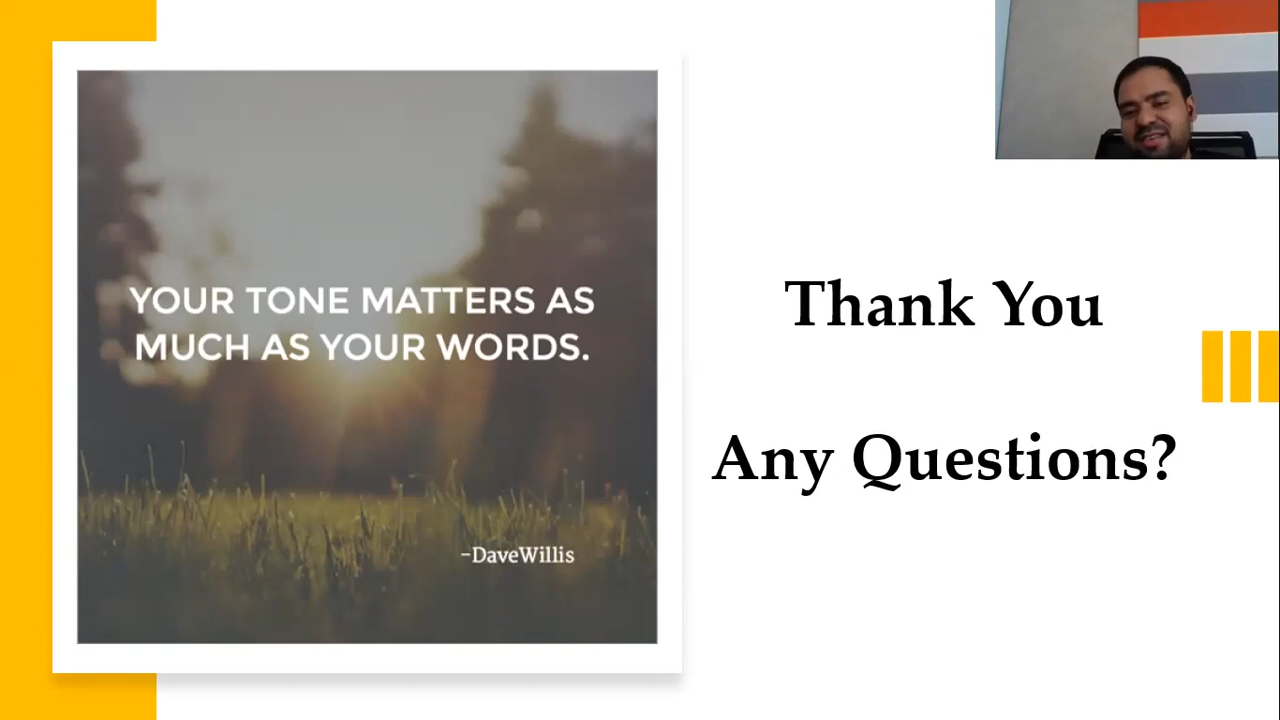 YOUR TONE MATTERS AS
MUCH AS YOUR WORDS.
-DaveWillis
Thank You
Any Questions?